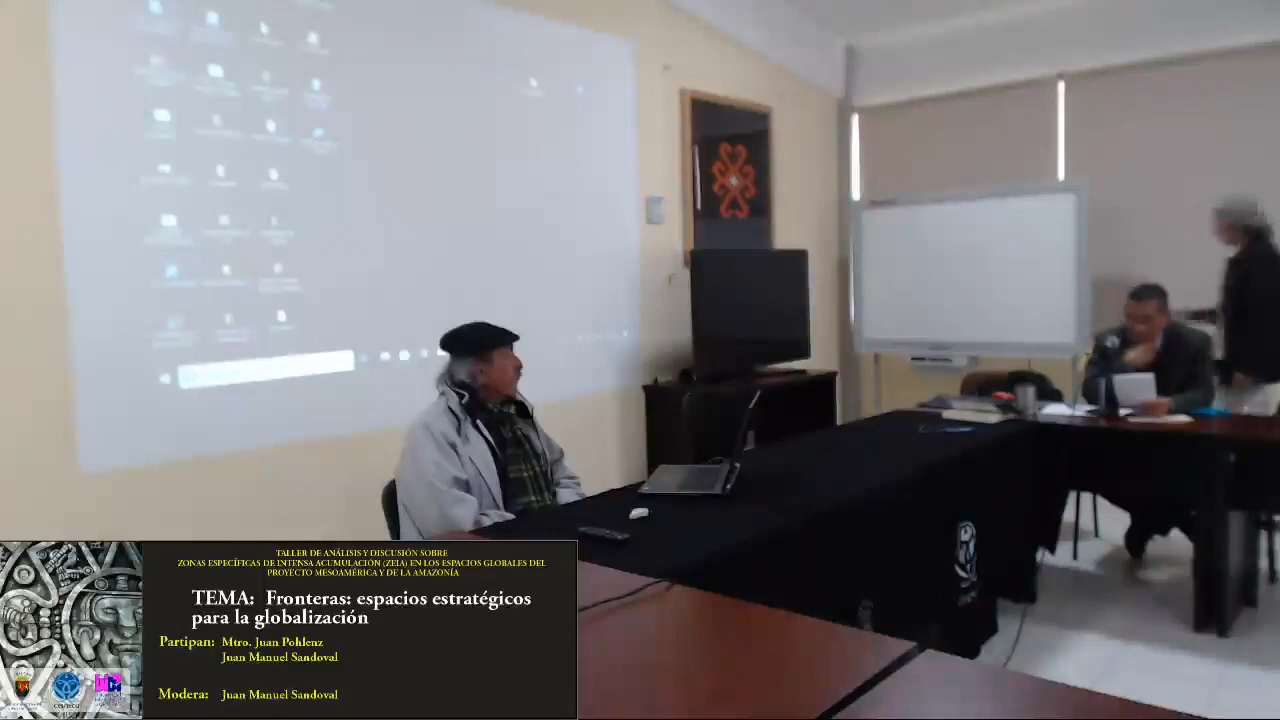 TALLER DE ANÁLISIS Y DISCUSIÓN SOBRE
ZONAS ESPECÍFICAS DE INTENSA ACUMULACIÓN (ZEIA) EN LOS ESPACIOS GLOBALES DEL
PROYECTO MESOAMÉRICA Y DE LA AMAZONÍA
TEMA: Fronteras: espacios estratégicos
para la globalización
Partipan: Mtro. Juan Pohlenz
Juan Manuel Sandoval
Modera: Juan Manuel Sandoval